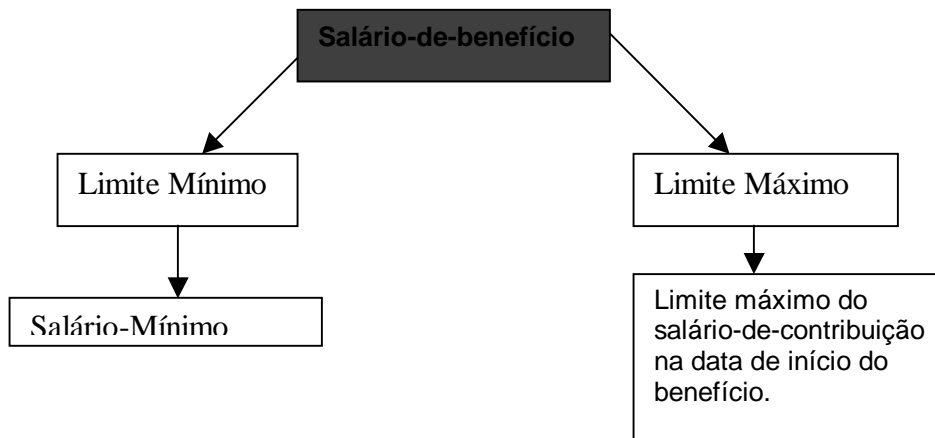 Salário-de-benefício
Limite Mínimo
Limite Máximo
Salário-Mínimo
Limite máximo do
salário-de-contribuição
na data de início do
benefício.